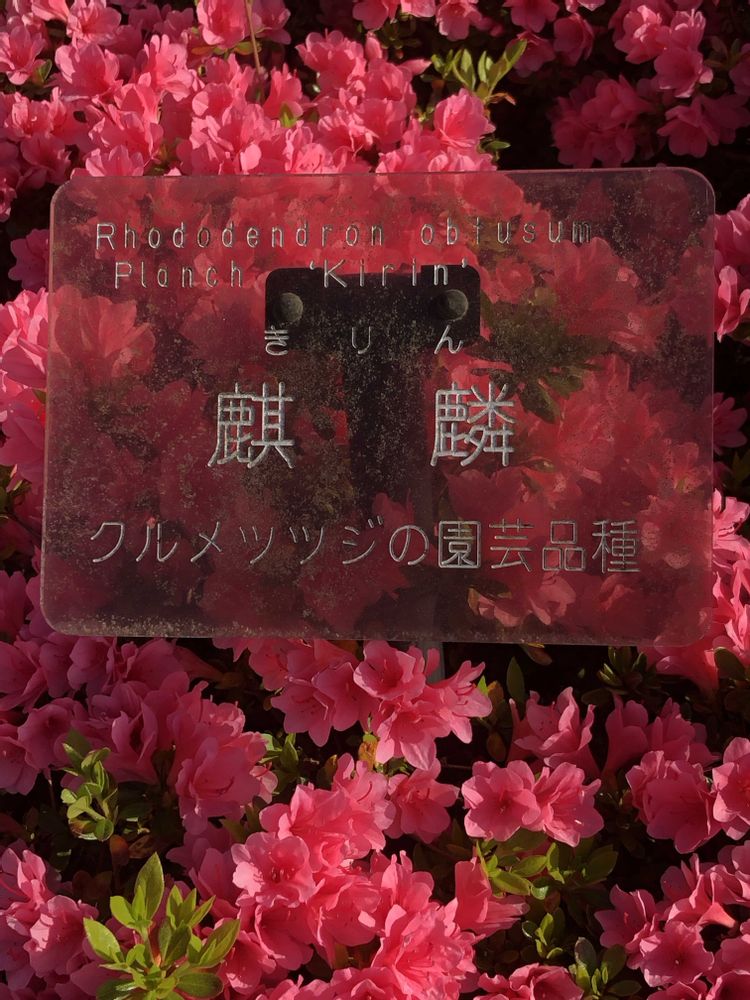 Rhododendron obtusum
Planch 'Kirin'
きりん
麒麟
クルメツツジの園芸品種